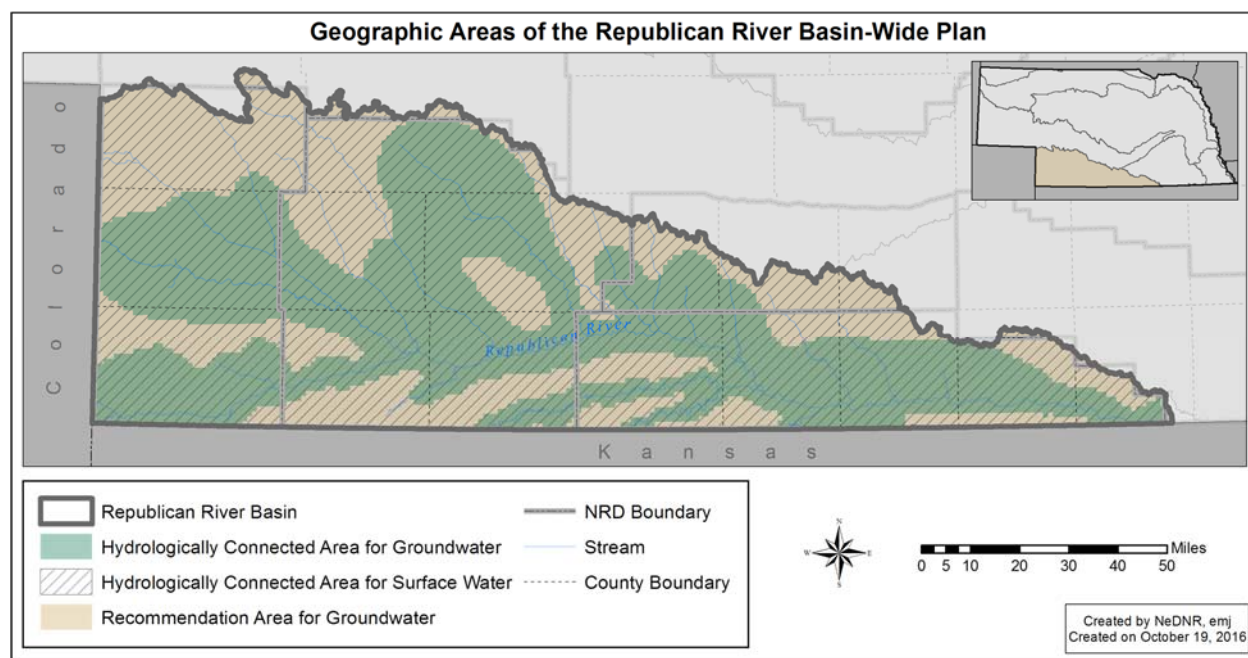 Geographic Areas of the Republican River Basin-Wide Plan
Colorado
Republican River
Kansas
Republican River Basin
Hydrologically Connected Area for Groundwater
Hydrologically Connected Area for Surface Water
Recommendation Area for Groundwater
NRD Boundary
Stream
County Boundary
N
W E
S
Miles
0 5 10 20 30 40 50
Created by NeDNR, emj
Created on October 19, 2016